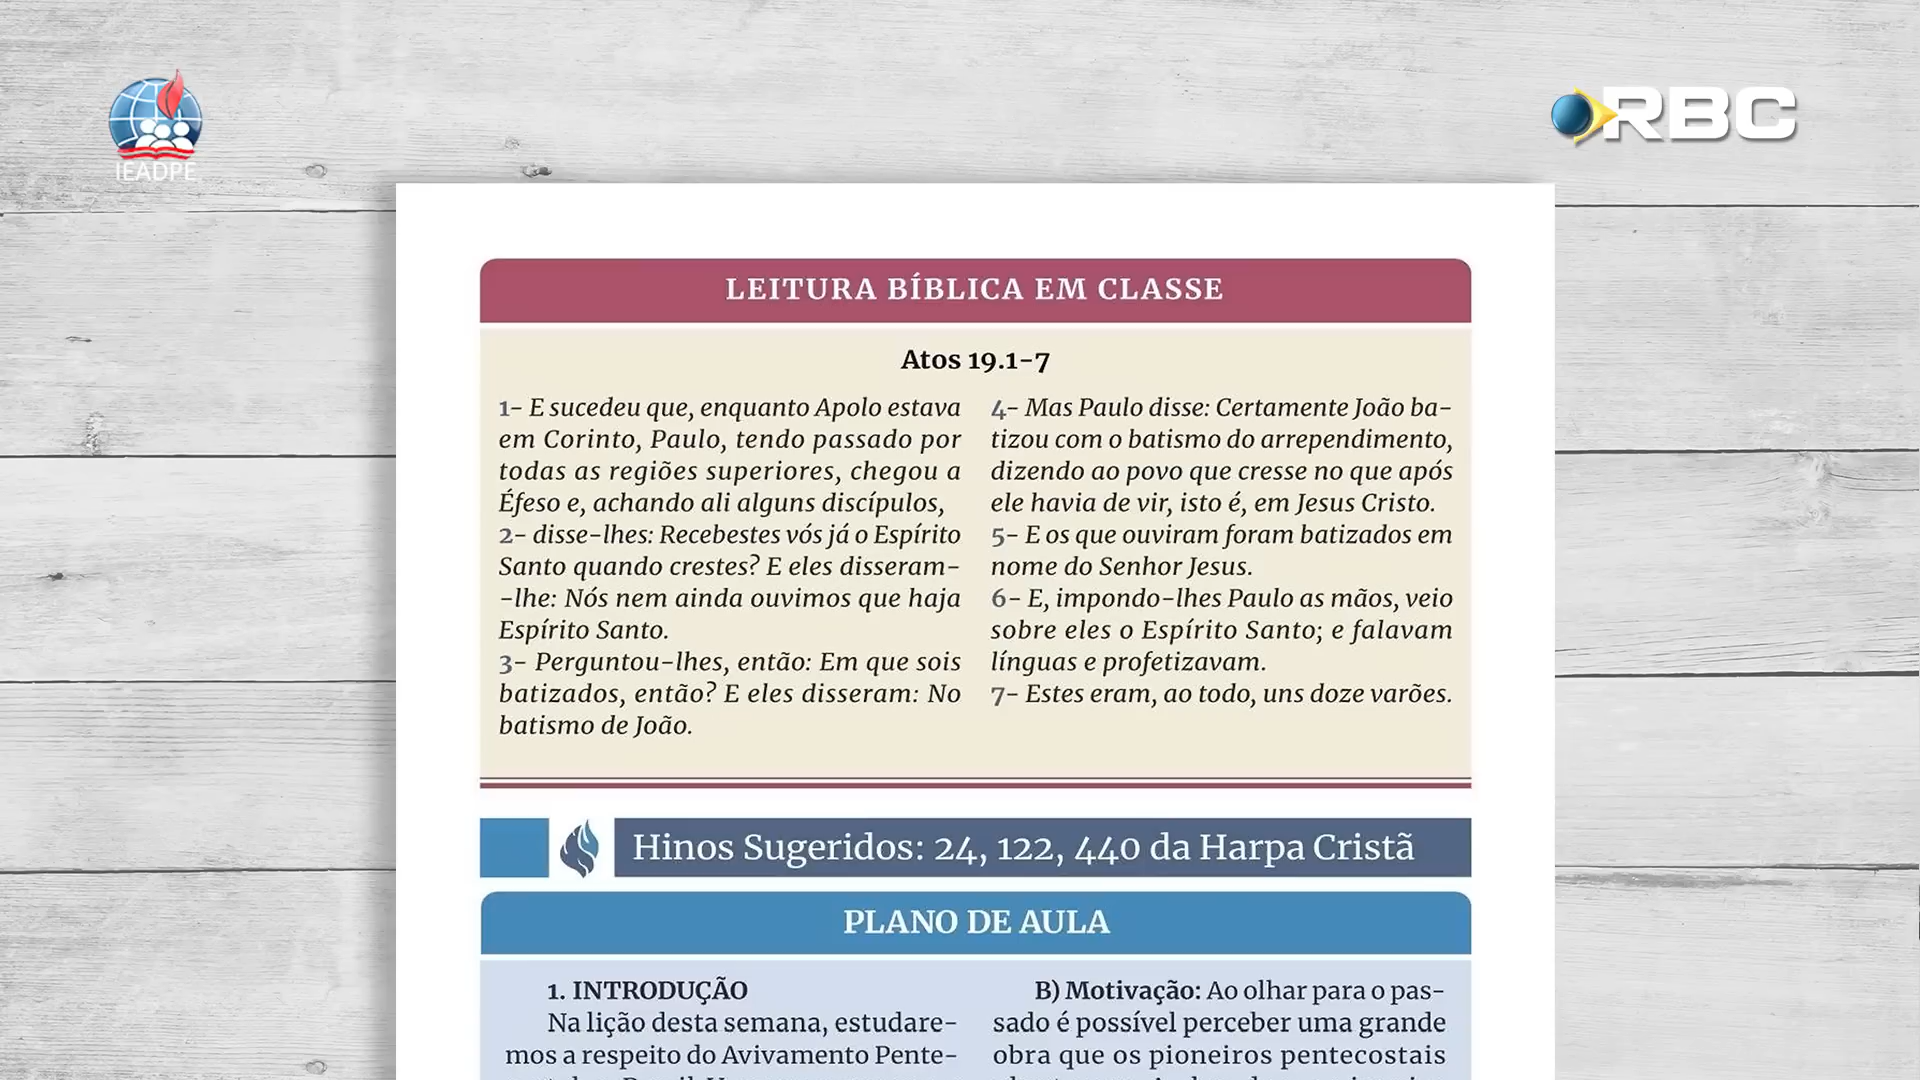 IEADPE
RBC
LEITURA BÍBLICA EM CLASSE
Atos 19.1-7
1- E sucedeu que, enquanto Apolo estava
em Corinto, Paulo, tendo passado por
todas as regiões superiores, chegou a
Éfeso e, achando ali alguns discípulos,
2- disse-lhes: Recebestes vós já o Espírito
Santo quando crestes? E eles disseram-
-lhe: Nós nem ainda ouvimos que haja
Espírito Santo.
3- Perguntou-lhes, então: Em que sois
batizados, então? E eles disseram: No
batismo de João.
4- Mas Paulo disse: Certamente João ba-
tizou com o batismo do arrependimento,
dizendo ao povo que cresse no que após
ele havia de vir, isto é, em Jesus Cristo.
5- E os que ouviram foram batizados em
nome do Senhor Jesus.
6- E, impondo-lhes Paulo as mãos, veio
sobre eles o Espírito Santo; e falavam
línguas e profetizavam.
7- Estes eram, ao todo, uns doze varões.
Hinos Sugeridos: 24, 122, 440 da Harpa Cristã
PLANO DE AULA
1. INTRODUÇÃO
Na lição desta semana, estudare-
mos a respeito do Avivamento Pente-
B) Motivação: Ao olhar para o pas-
sado é possível perceber uma grande
obra que os pioneiros pentecostais